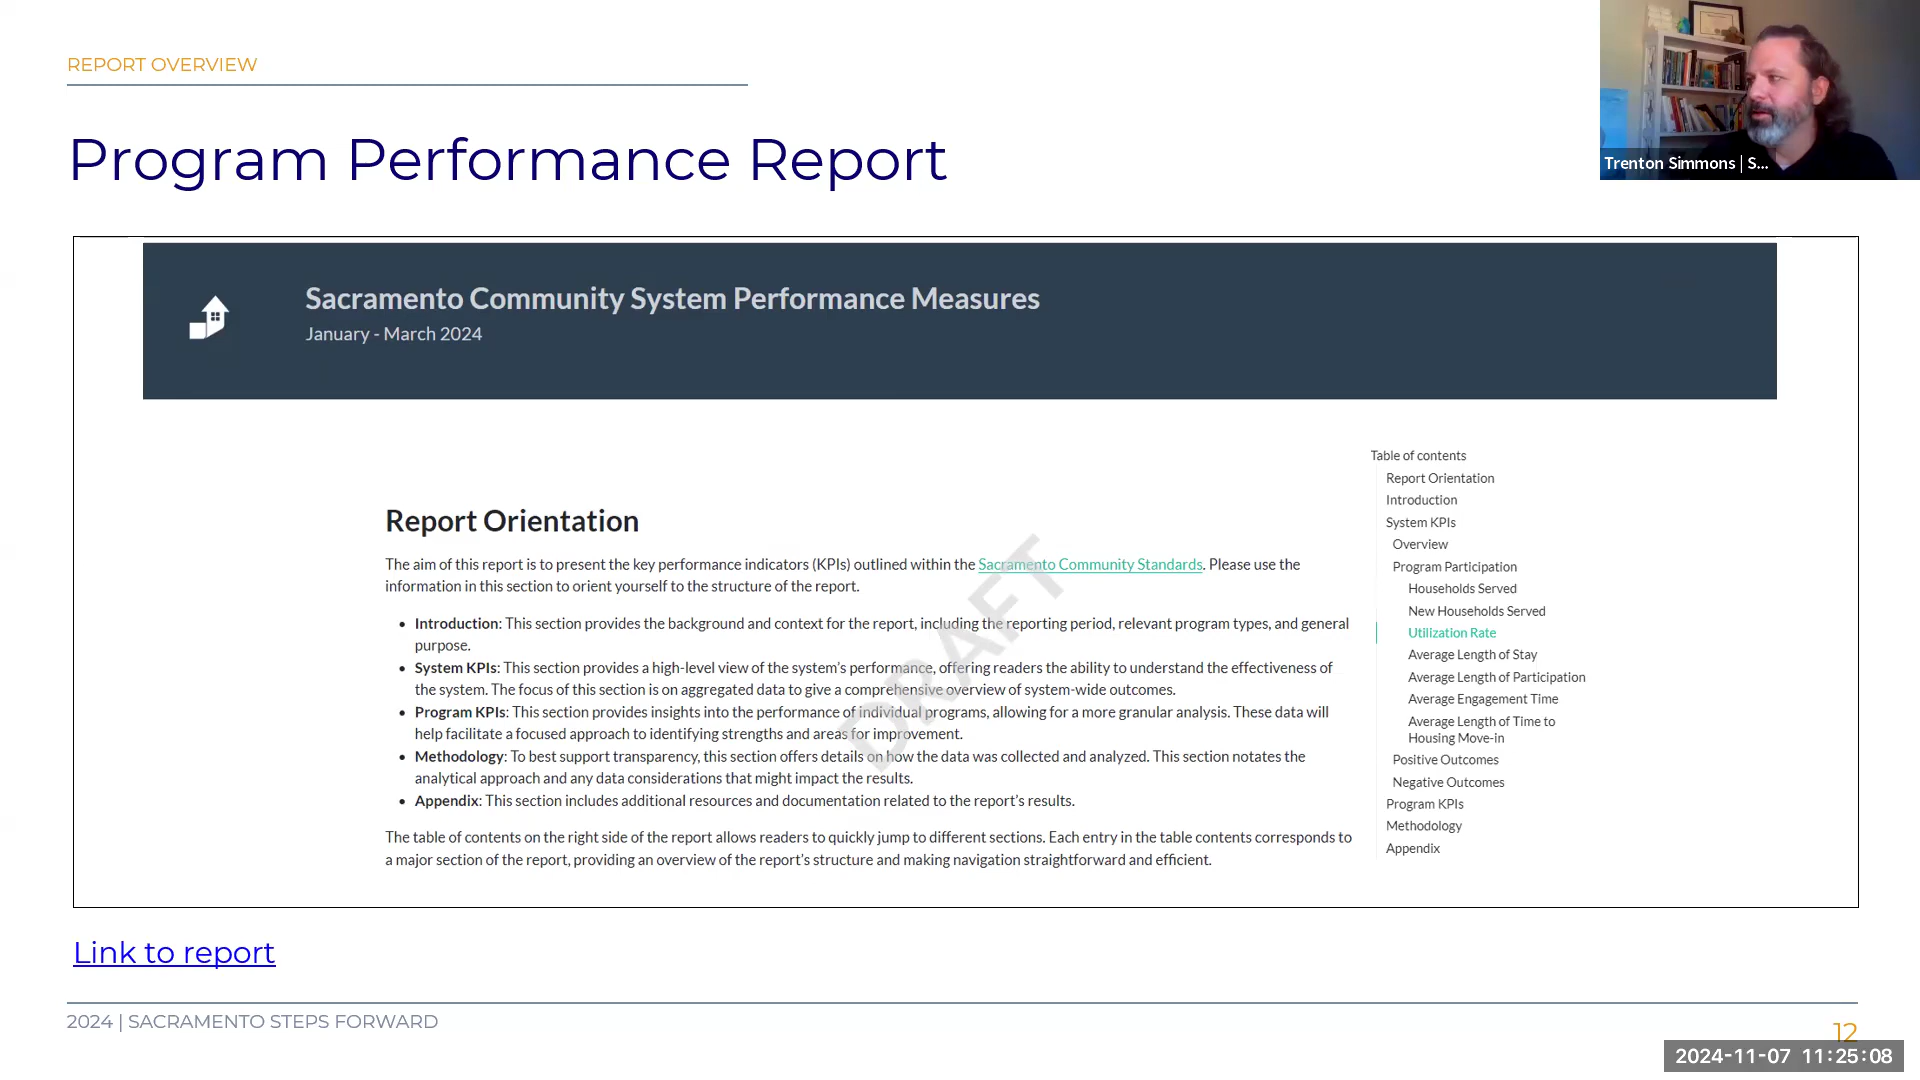 REPORT OVERVIEW
Program Performance Report
Trenton Simmons | S...
Sacramento Community System Performance Measures
January - March 2024
Report Orientation
The aim of this report is to present the key performance indicators (KPIs) outlined within the Sacramento Community Standards. Please use the
information in this section to orient yourself to the structure of the report.
• Introduction: This section provides the background and context for the report, including the reporting period, relevant program types, and general
purpose.
• System KPIs: This section provides a high-level view of the system's performance, offering readers the ability to understand the effectiveness of
the system. The focus of this section is on aggregated data to give a comprehensive overview of system-wide outcomes.
• Program KPIs: This section provides insights into the performance of individual programs, allowing for a more granular analysis. These data will
help facilitate a focused approach to identifying strengths and areas for improvement.
• Methodology: To best support transparency, this section offers details on how the data was collected and analyzed. This section notates the
analytical approach and any data considerations that might impact the results.
• Appendix: This section includes additional resources and documentation related to the report's results.
The table of contents on the right side of the report allows readers to quickly jump to different sections. Each entry in the table contents corresponds to
a major section of the report, providing an overview of the report's structure and making navigation straightforward and efficient.
DRAFT
Table of contents
Report Orientation
Introduction
System KPIs
Overview
Program Participation
Households Served
New Households Served
Utilization Rate
Average Length of Stay
Average Length of Participation
Average Engagement Time
Average Length of Time to
Housing Move-in
Positive Outcomes
Negative Outcomes
Program KPIs
Methodology
Appendix
Link to report
2024 | SACRAMENTO STEPS FORWARD
12
2024-11-07 11:25:08